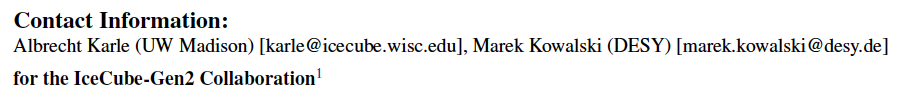 Contact Information:
Albrecht Karle (UW Madison) [karle@icecube.wisc.edu], Marek Kowalski (DESY) [marek.kowalski@desy.de]
for the IceCube-Gen2 Collaboration¹